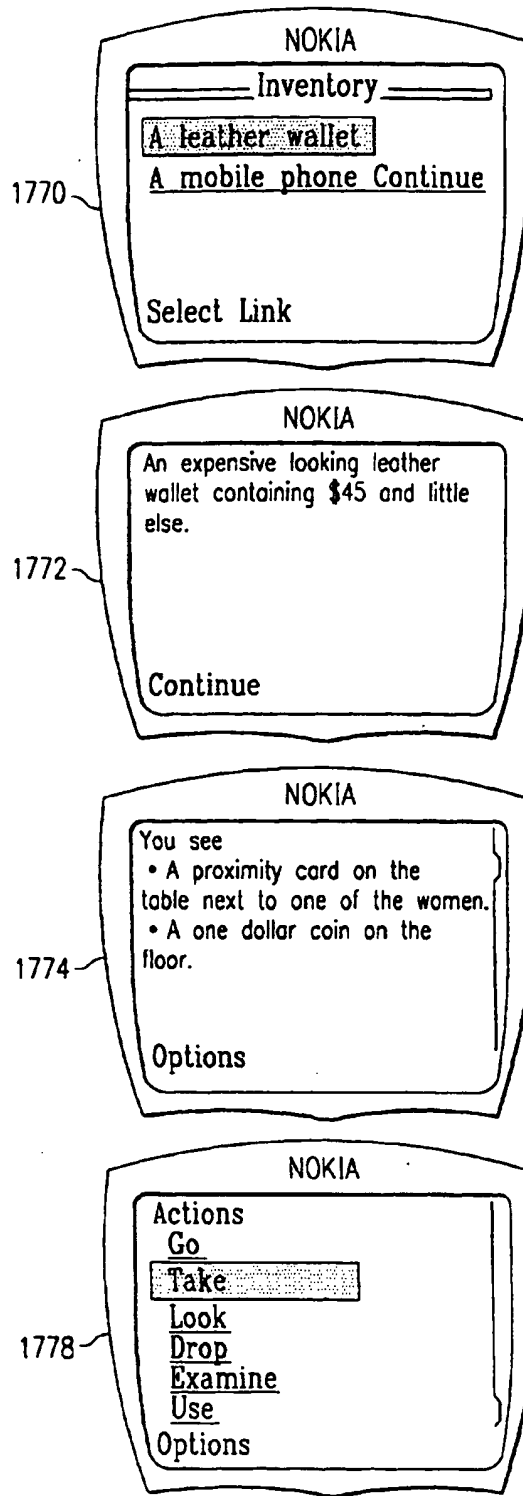 NOKIA
Inventory
A leather wallet
A mobile phone Continue
1770
Select Link
NOKIA
An expensive looking leather
wallet containing $45 and little
else.
1772
Continue
NOKIA
You see
• A proximity card on the
table next to one of the women.
• A one dollar coin on the
floor.
1774
Options
NOKIA
Actions
Go
Take
Look
Drop
1778
Examine
Use
Options